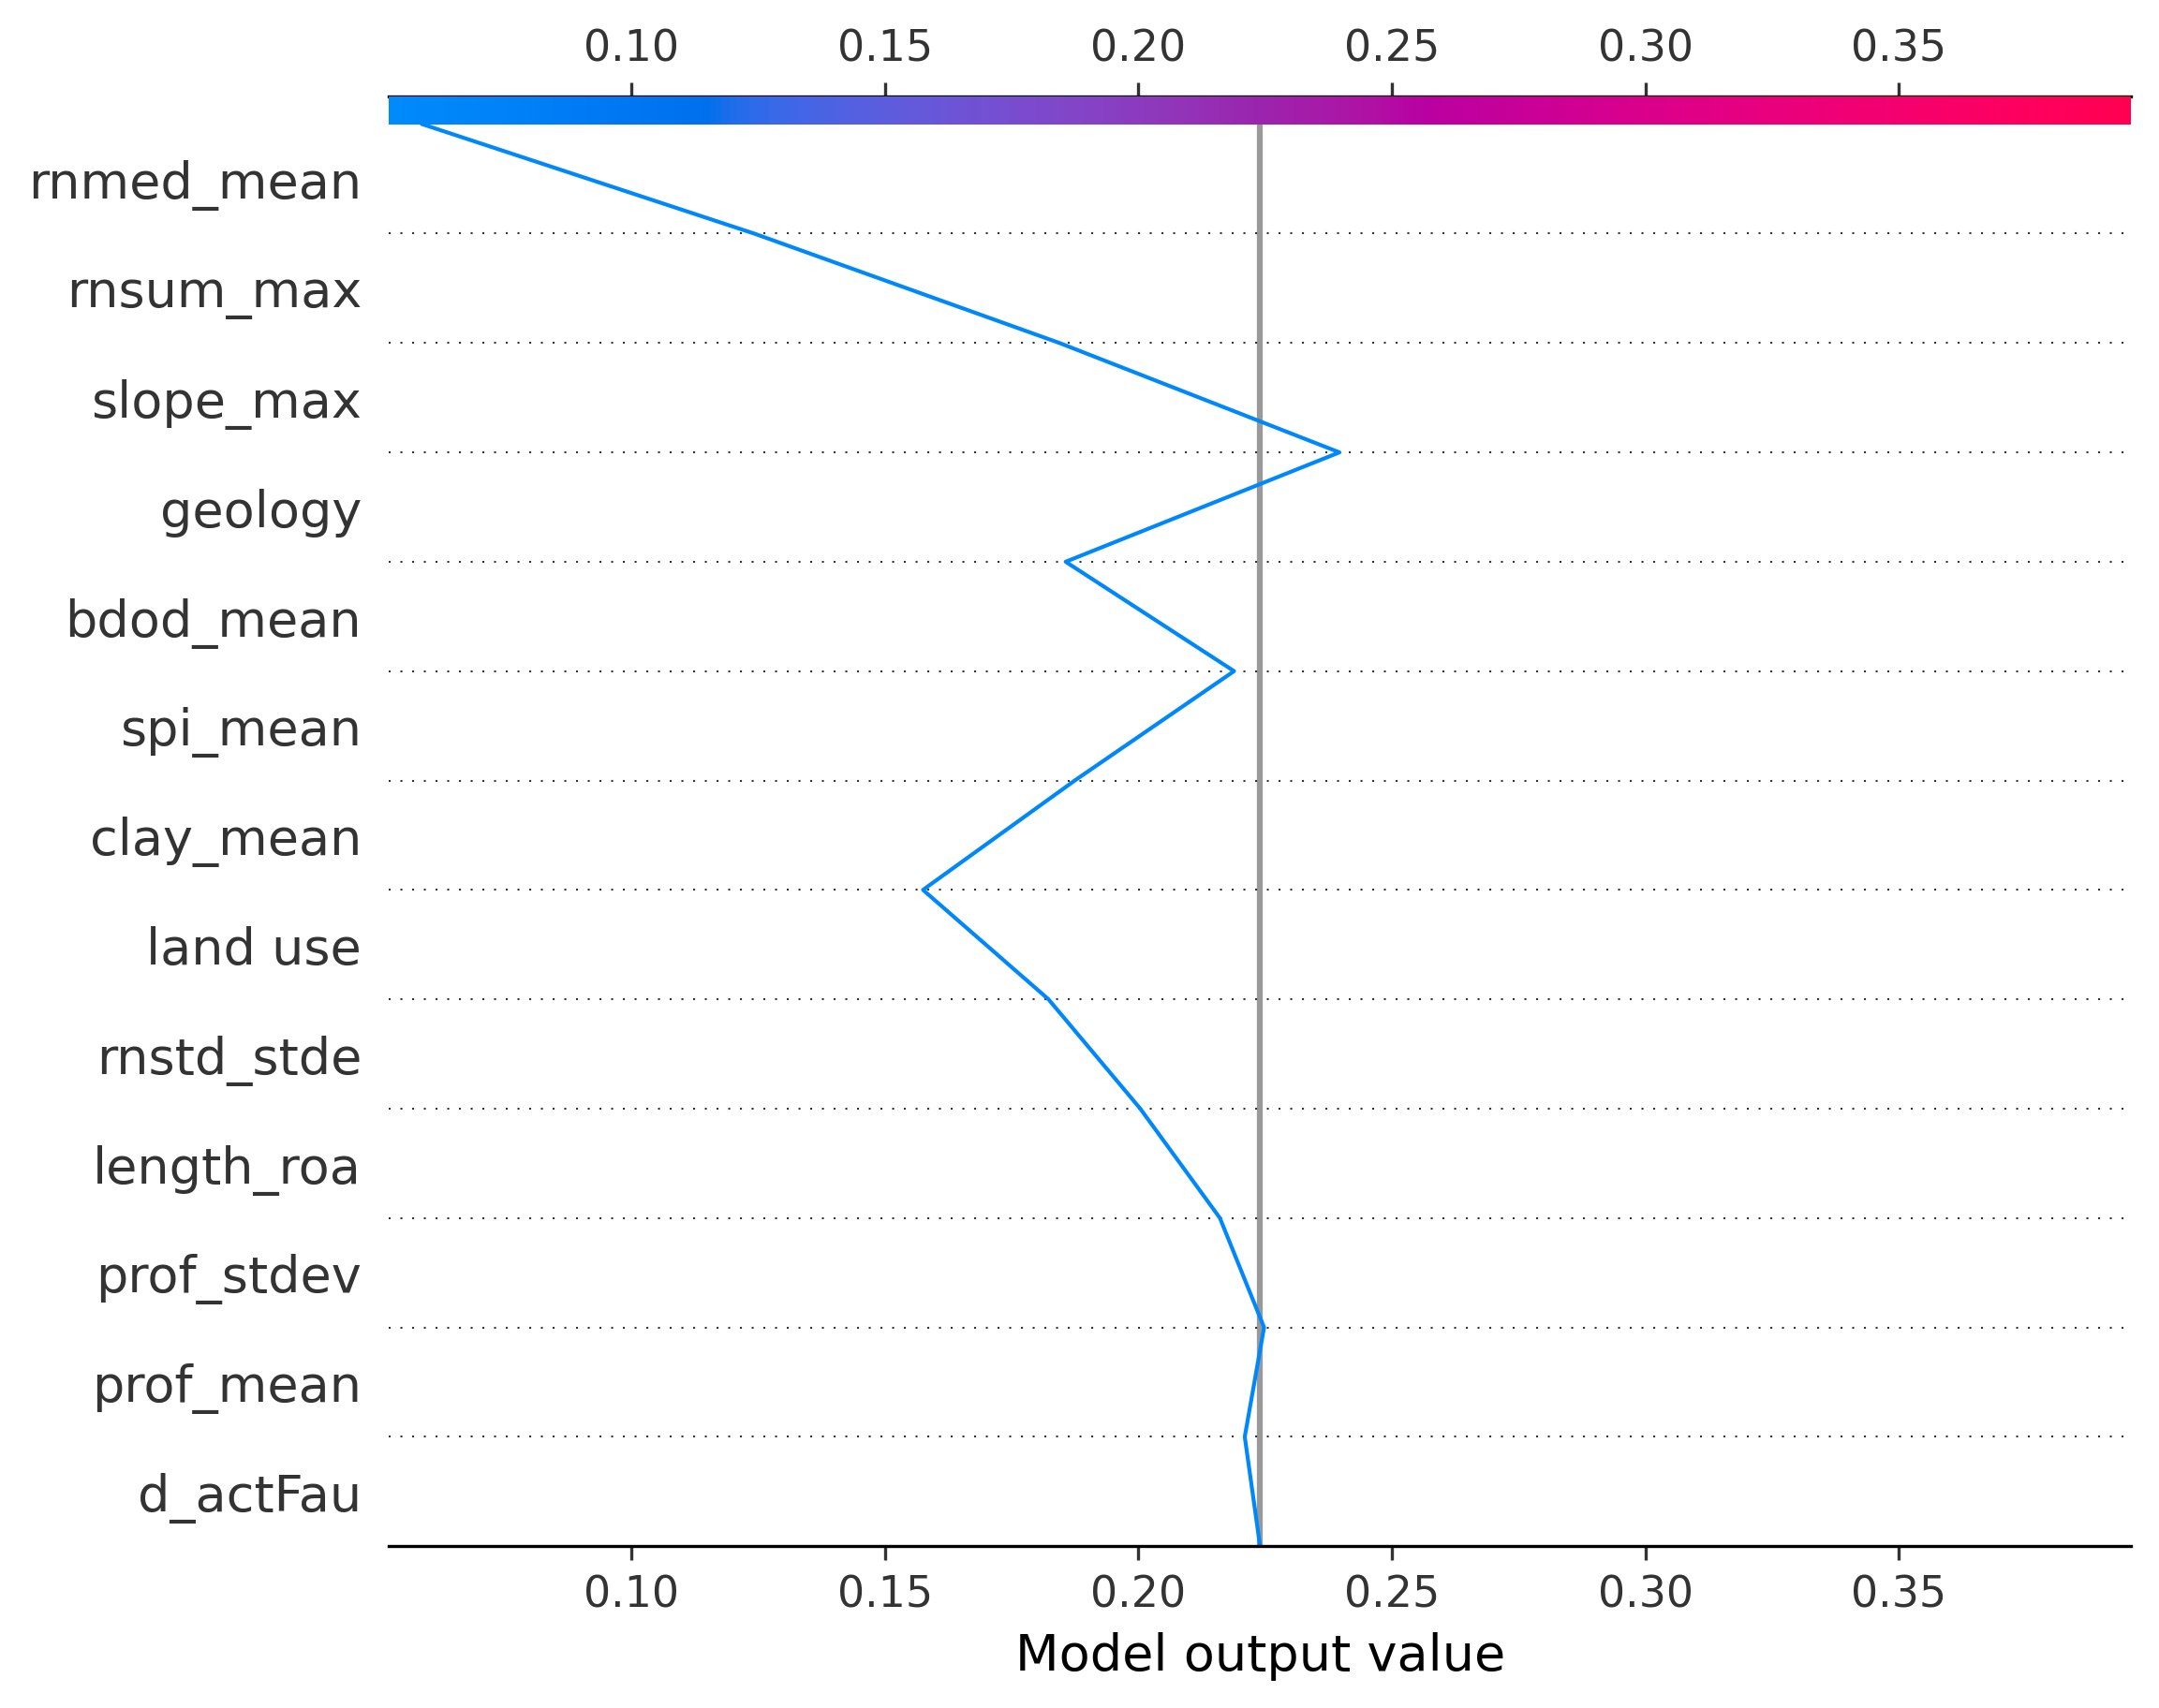 0.10 0.15 0.20 0.25 0.30 0.35
rnmed_mean
rnsum_max
slope_max
geology
bdod_mean
spi_mean
clay_mean
land use
rnstd_stde
length_roa
prof_stdev
prof_mean
d_actFau
0.10 0.15 0.20 0.25 0.30 0.35
Model output value